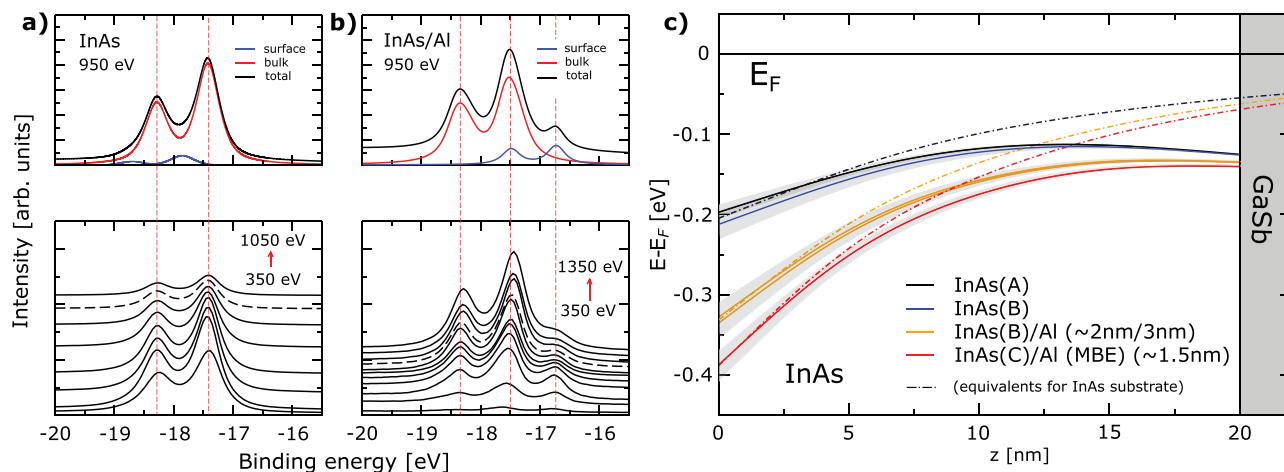 a)
InAs
950 eV
surface
bulk
total
b)
InAs/Al
950 eV
surface
bulk
total
1050 eV
350 eV
1350 eV
350 eV
Intensity [arb. units]
-20 -19 -18 -17 -16
-20 -19 -18 -17 -16
Binding energy [eV]
c)
0
-0.1
-0.2
-0.3
-0.4
E-E_F [eV]
E_F
InAs(A)
InAs(B)
InAs(B)/Al (~2nm/3nm)
InAs(C)/Al (MBE) (~1.5nm)
(equivalents for InAs substrate)
InAs
GaSb
0 5 10 15 20
z [nm]